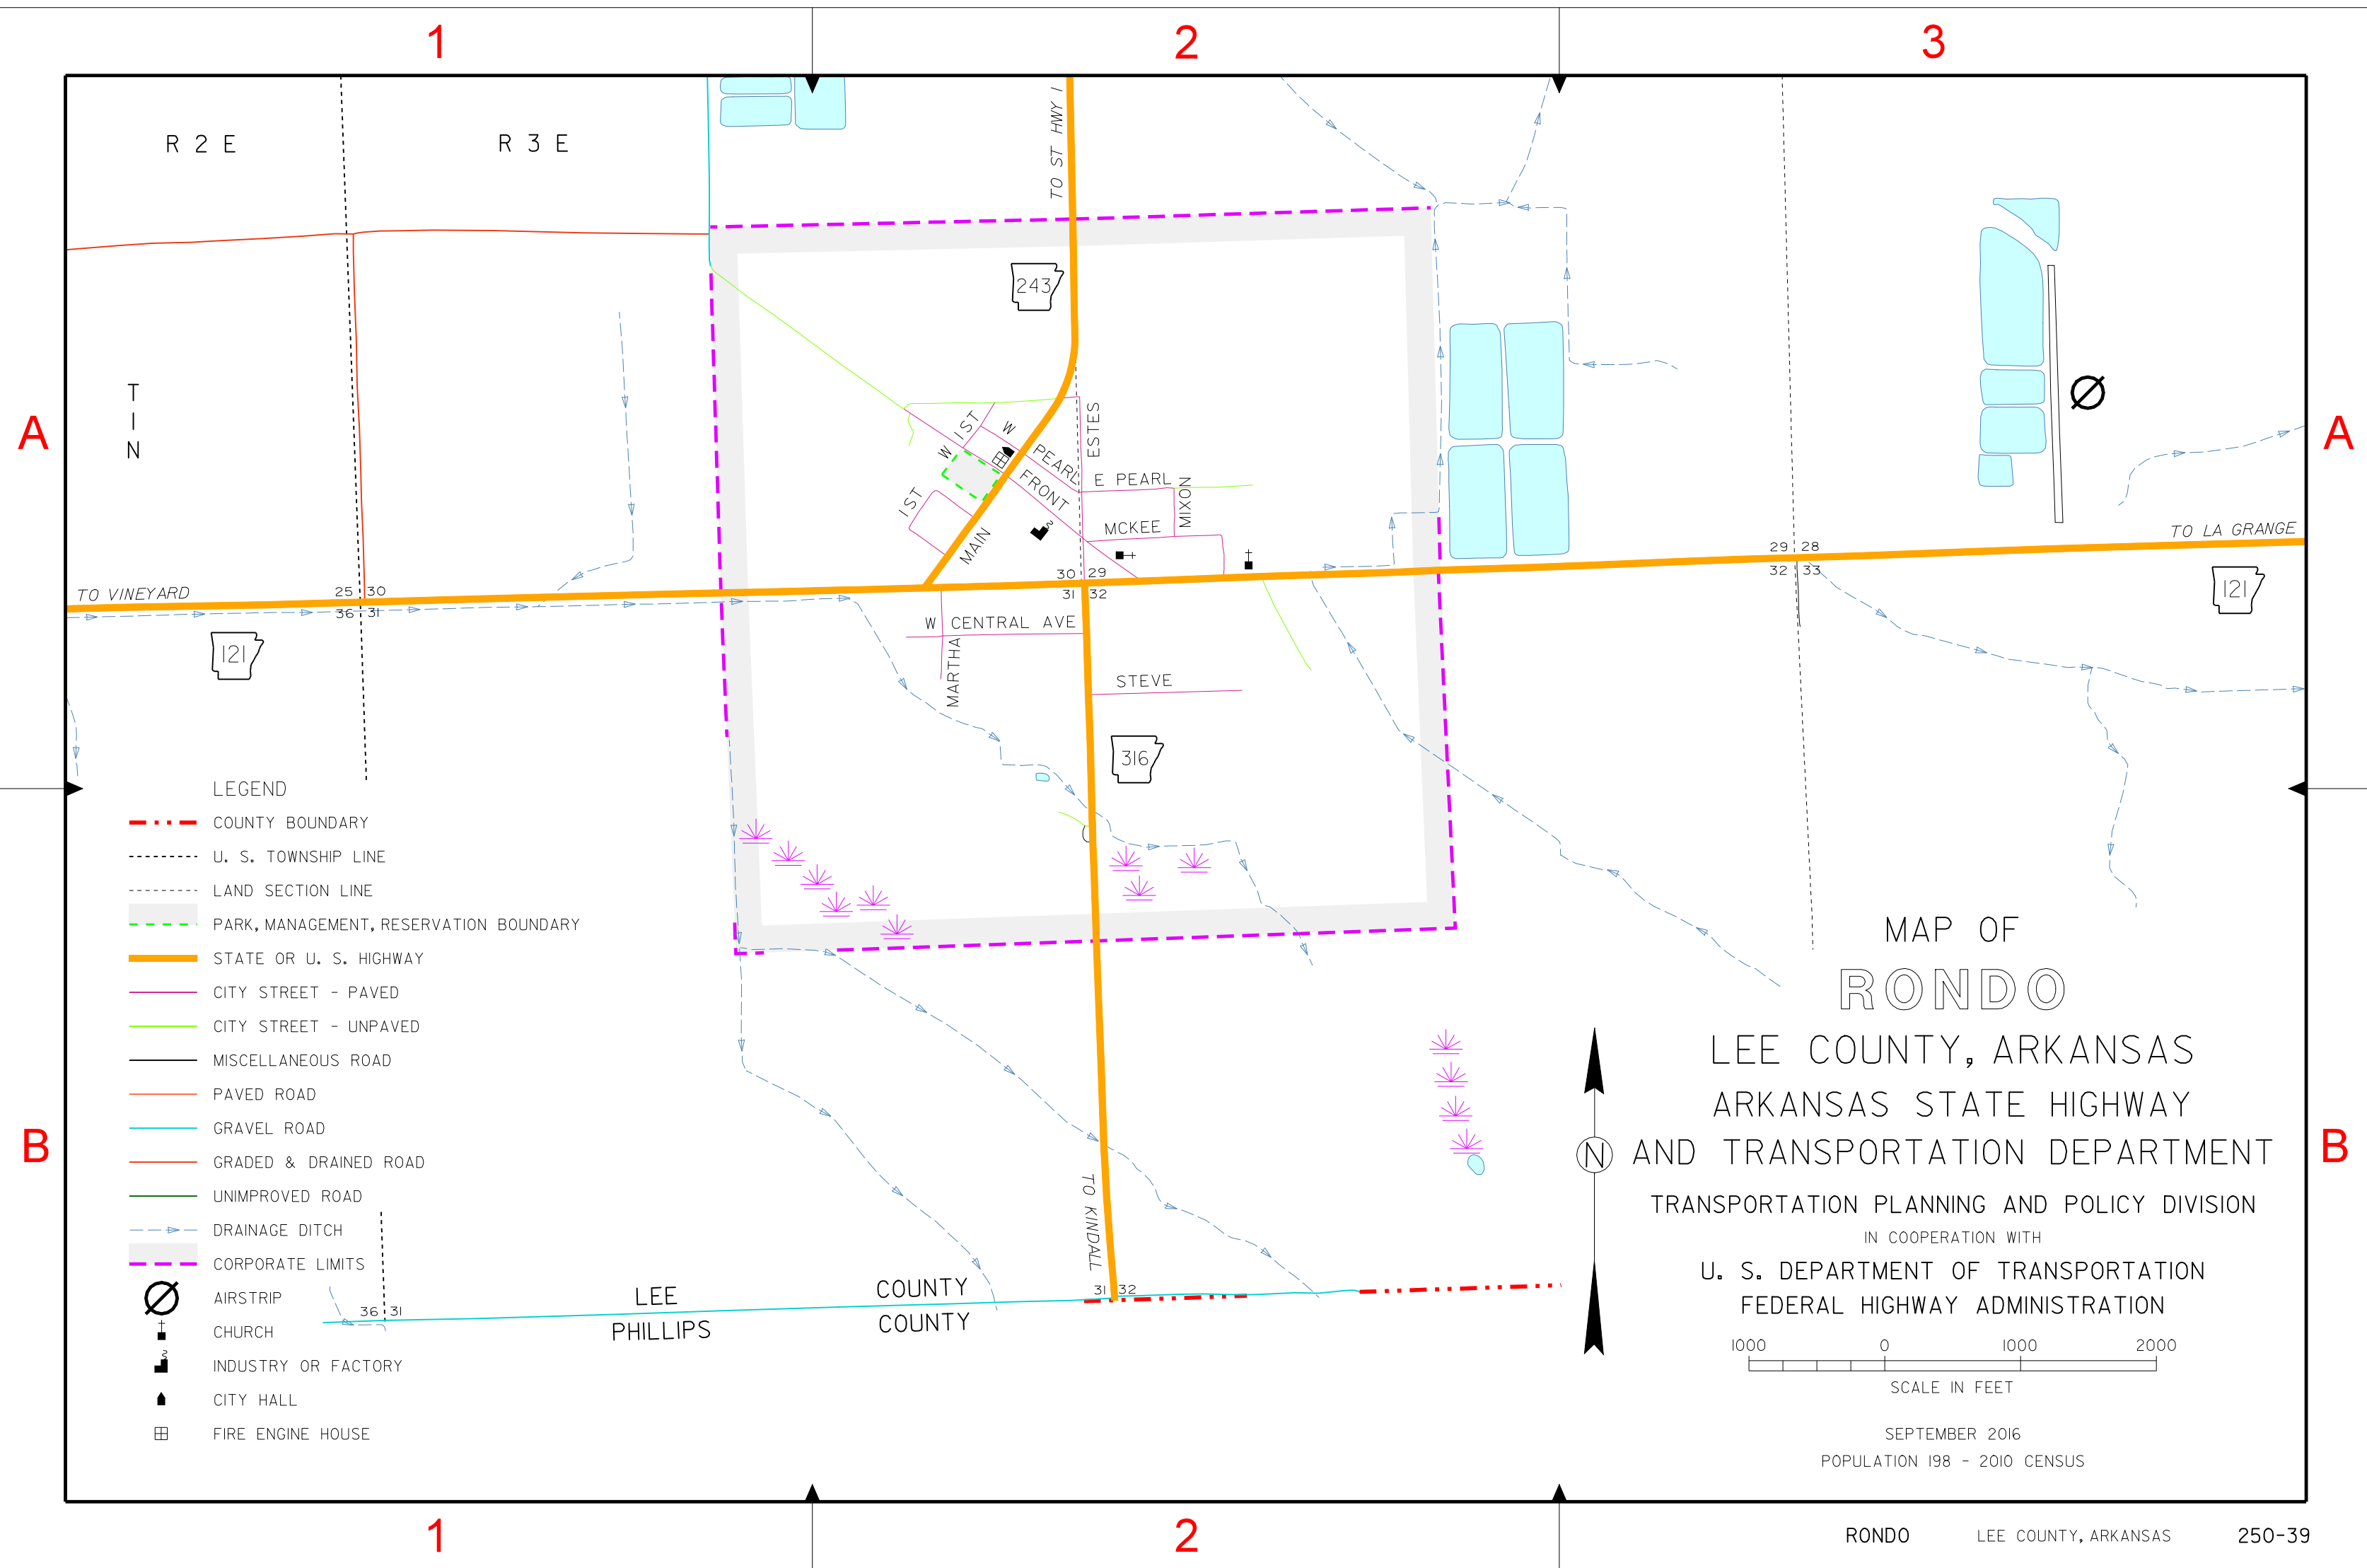 1
2
3
R 2 E
R 3 E
TO ST HWY 1
243
T
1
N
A
A
W 1ST
W PEARL
ESTES
E PEARL
MIXON
W FRONT
1ST
MCKEE
MAIN
TO LA GRANGE
TO VINEYARD
25 30
36 31
30 29
31 32
29 28
32 33
121
121
W CENTRAL AVE
MARTHA
STEVE
316
LEGEND
COUNTY BOUNDARY
U. S. TOWNSHIP LINE
LAND SECTION LINE
PARK, MANAGEMENT, RESERVATION BOUNDARY
STATE OR U. S. HIGHWAY
CITY STREET - PAVED
CITY STREET - UNPAVED
MISCELLANEOUS ROAD
PAVED ROAD
GRAVEL ROAD
GRADED & DRAINED ROAD
UNIMPROVED ROAD
DRAINAGE DITCH
CORPORATE LIMITS
AIRSTRIP
CHURCH
INDUSTRY OR FACTORY
CITY HALL
FIRE ENGINE HOUSE
B
B
TO KINDALL
36 31
31 32
LEE COUNTY
PHILLIPS COUNTY
MAP OF
RONDO
LEE COUNTY, ARKANSAS
ARKANSAS STATE HIGHWAY
AND TRANSPORTATION DEPARTMENT
N
TRANSPORTATION PLANNING AND POLICY DIVISION
IN COOPERATION WITH
U. S. DEPARTMENT OF TRANSPORTATION
FEDERAL HIGHWAY ADMINISTRATION
1000 0 1000 2000
SCALE IN FEET
SEPTEMBER 2016
POPULATION 198 - 2010 CENSUS
1
2
RONDO LEE COUNTY, ARKANSAS 250-39